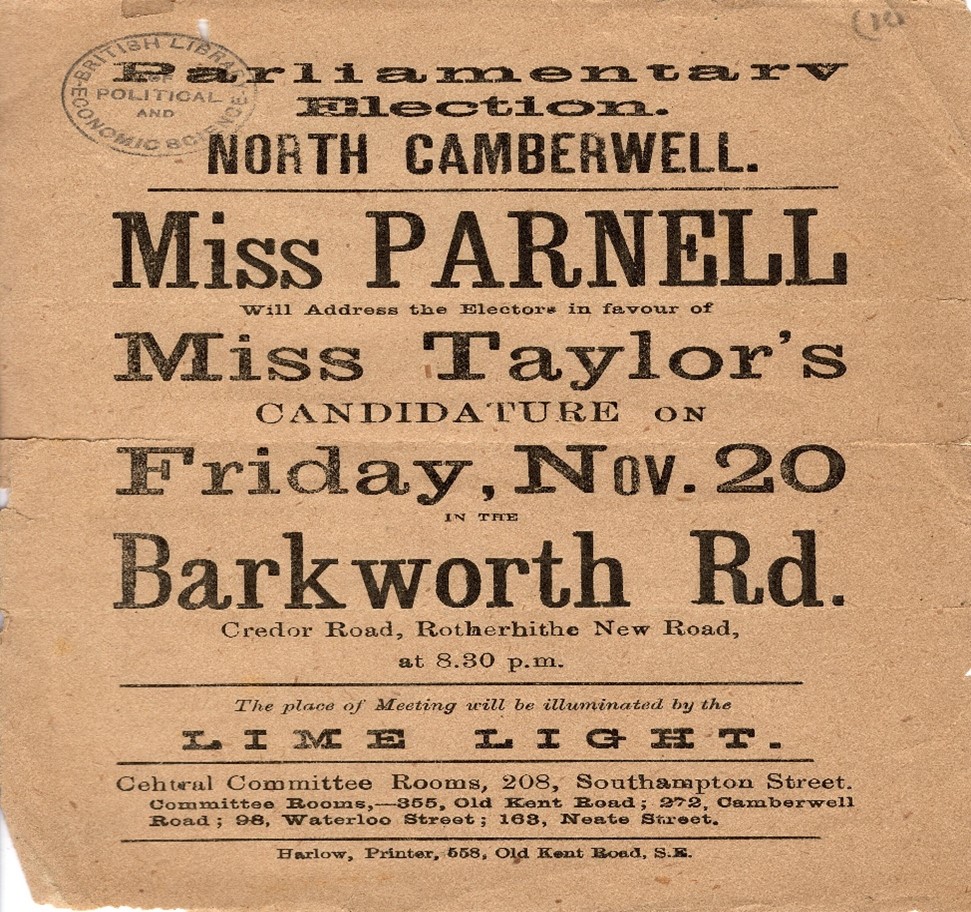 (10)
BRITISH LIBRARY
OF
POLITICAL
AND
ECONOMIC SCIENCE
Parliamentary
Election.
NORTH CAMBERWELL.
Miss PARNELL
Will Address the Electors in favour of
Miss Taylor's
CANDIDATURE ON
Friday, Nov. 20
IN THE
Barkworth Rd.
Credor Road, Rotherhithe New Road,
at 8.30 p.m.
The place of Meeting will be illuminated by the
LIME LIGHT.
Central Committee Rooms, 208, Southampton Street.
Committee Rooms,—355, Old Kent Road; 272, Camberwell
Road; 98, Waterloo Street; 163, Neate Street.
Harlow, Printer, 558, Old Kent Road, S.E.